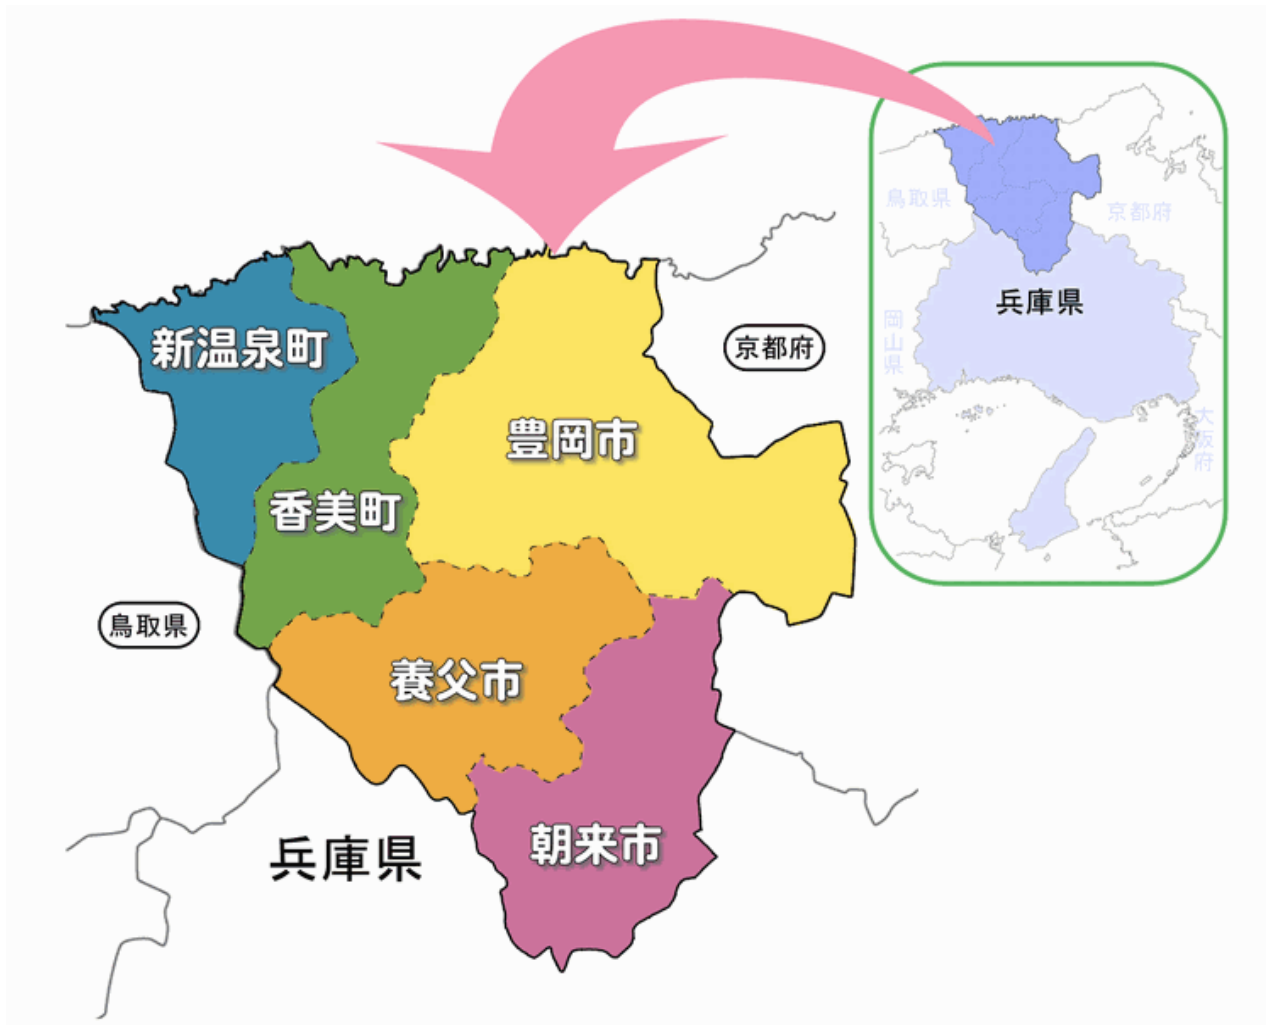 新温泉町
香美町
豊岡市
養父市
朝来市
京都府
鳥取県
兵庫県
鳥取県
京都府
兵庫県
岡山県
大阪府